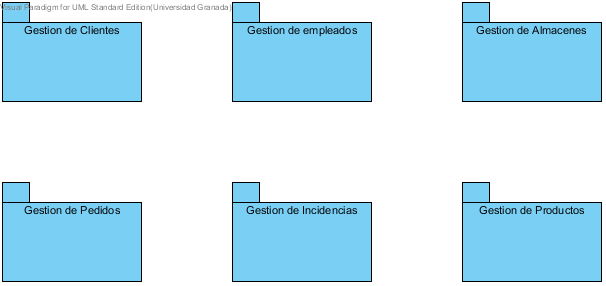 Visual Paradigm for UML Standard Edition(Universidad Granada)
Gestion de Clientes
Gestion de empleados
Gestion de Almacenes
Gestion de Pedidos
Gestion de Incidencias
Gestion de Productos